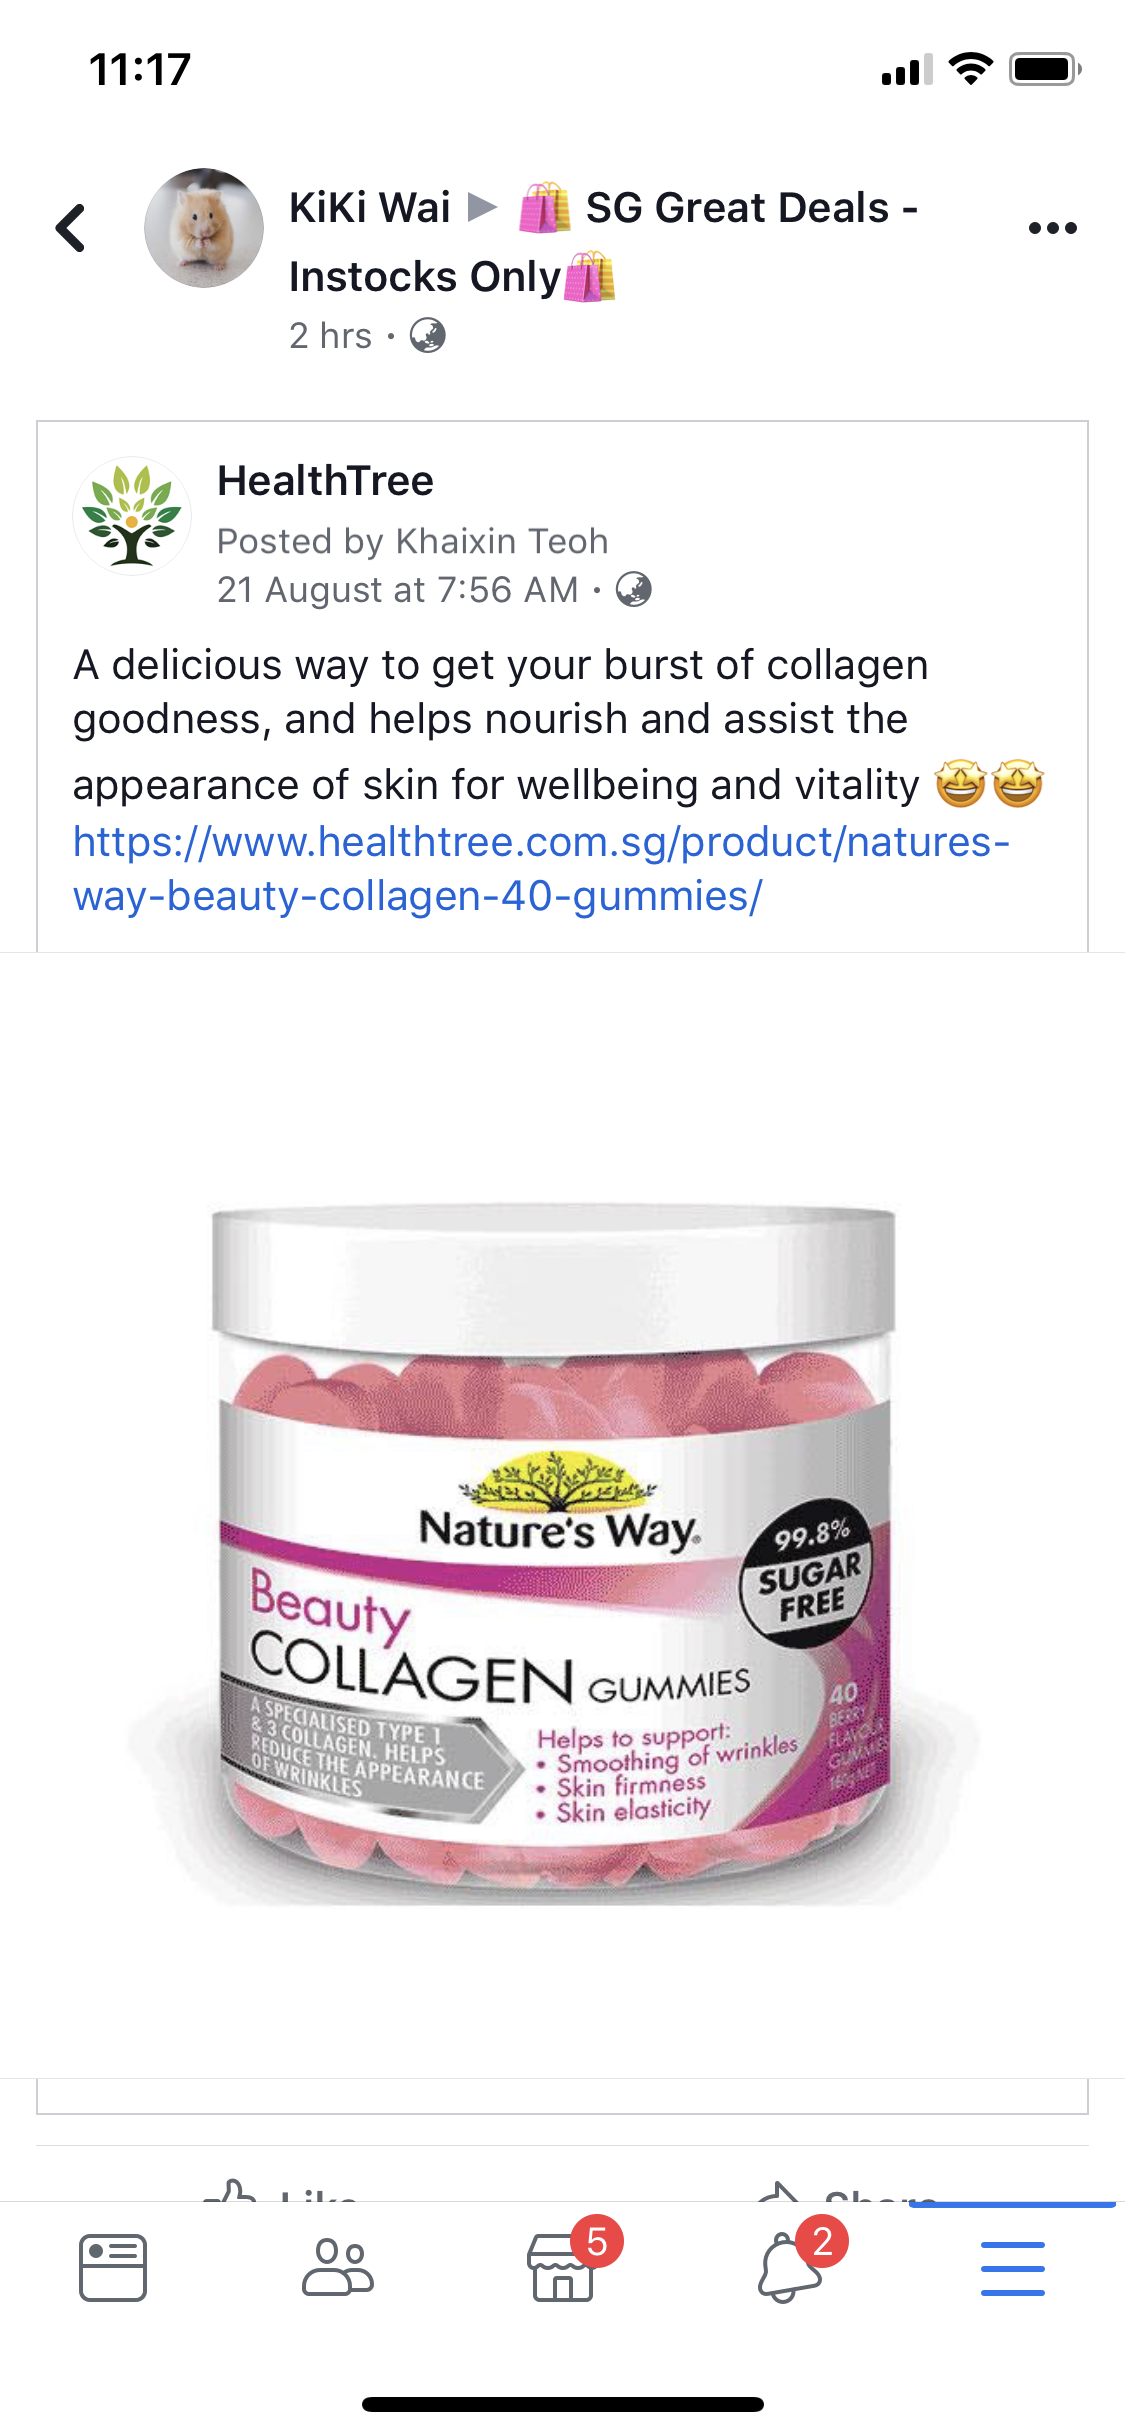 11:17
KiKi Wai ▶ 🛍️ SG Great Deals -
Instocks Only🛍️
2 hrs ·
HealthTree
Posted by Khaixin Teoh
21 August at 7:56 AM ·
A delicious way to get your burst of collagen
goodness, and helps nourish and assist the
appearance of skin for wellbeing and vitality 🤩🤩
https://www.healthtree.com.sg/product/natures-
way-beauty-collagen-40-gummies/
Nature's Way
99.8%
SUGAR
FREE
Beauty
COLLAGEN GUMMIES
A SPECIALISED TYPE 1
& 3 COLLAGEN. HELPS
REDUCE THE APPEARANCE
OF WRINKLES
Helps to support:
• Smoothing of wrinkles
• Skin firmness
• Skin elasticity
40
BERRY
FLAVOUR
GUMMIES
Like
Share
5
2